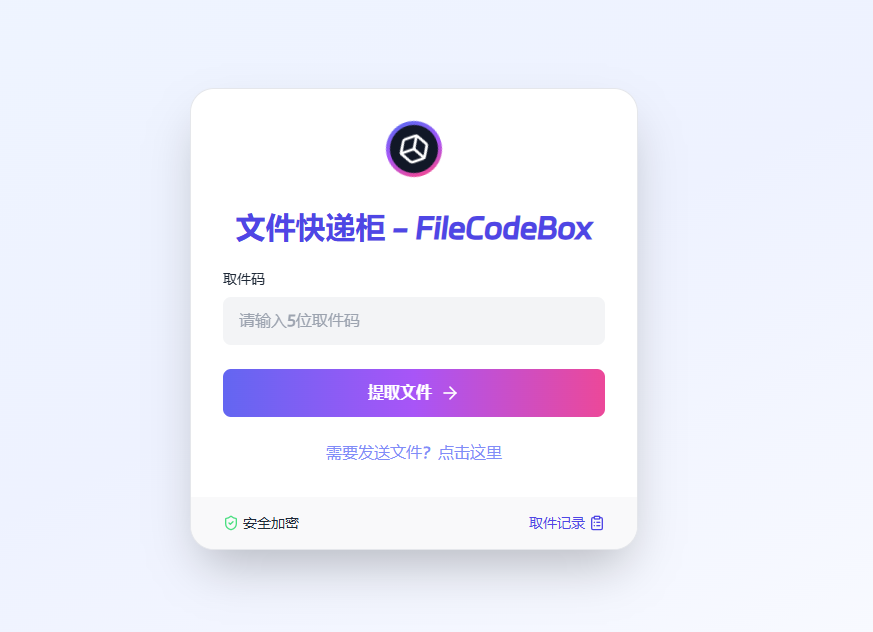 文件快递柜 – FileCodeBox
取件码
请输入5位取件码
提取文件 →
需要发送文件？点击这里
安全加密
取件记录